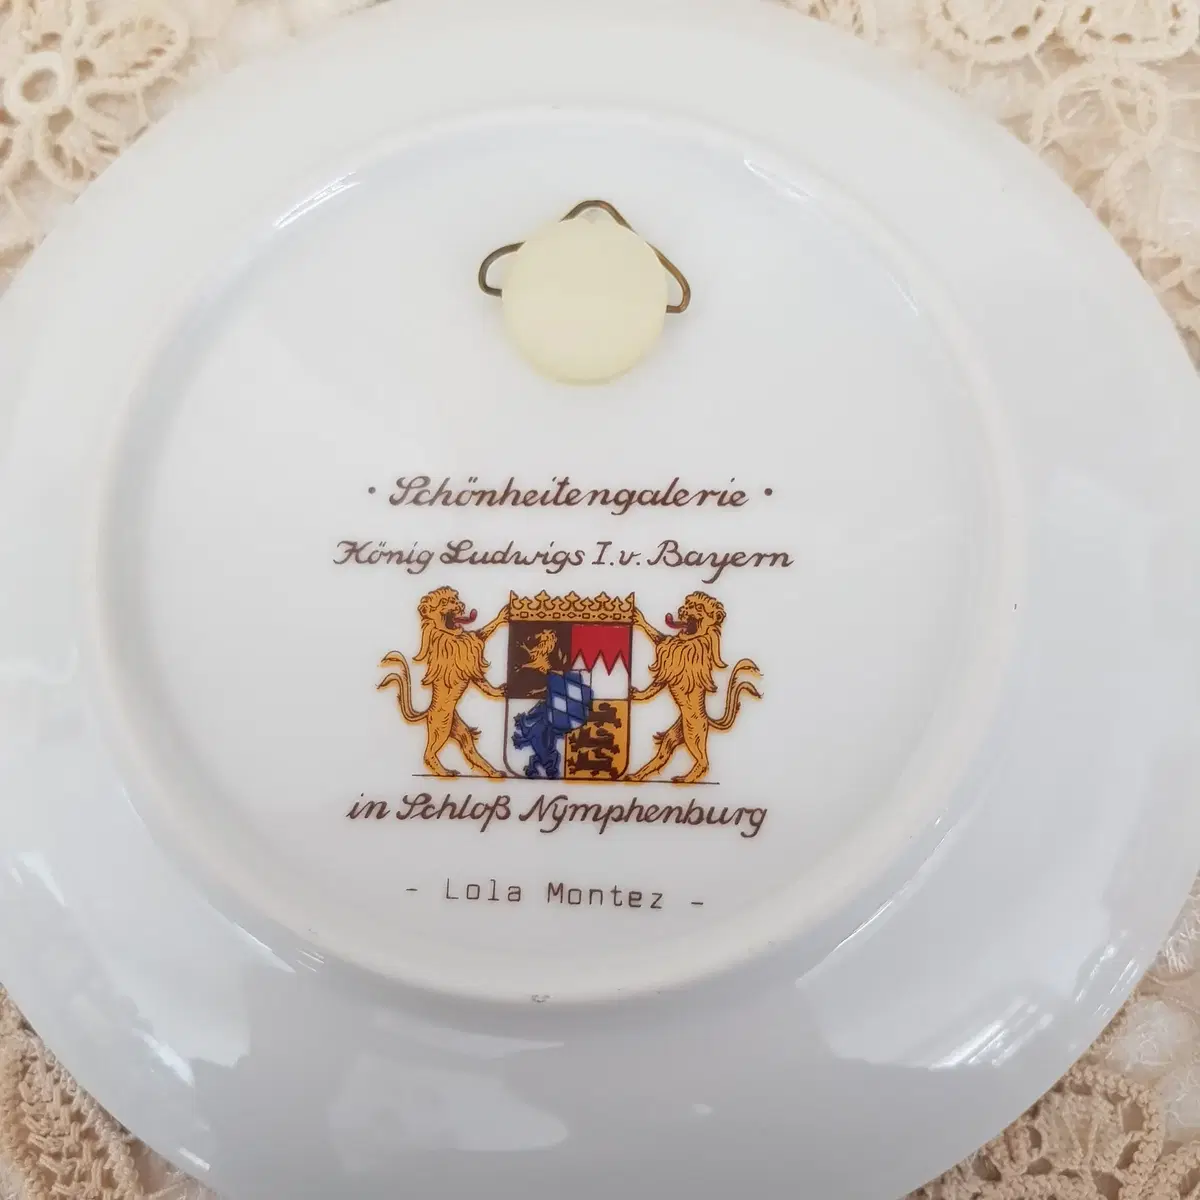 · Schönheitengalerie ·
König Ludwigs I. v. Bayern
in Schloß Nymphenburg
- Lola Montez -